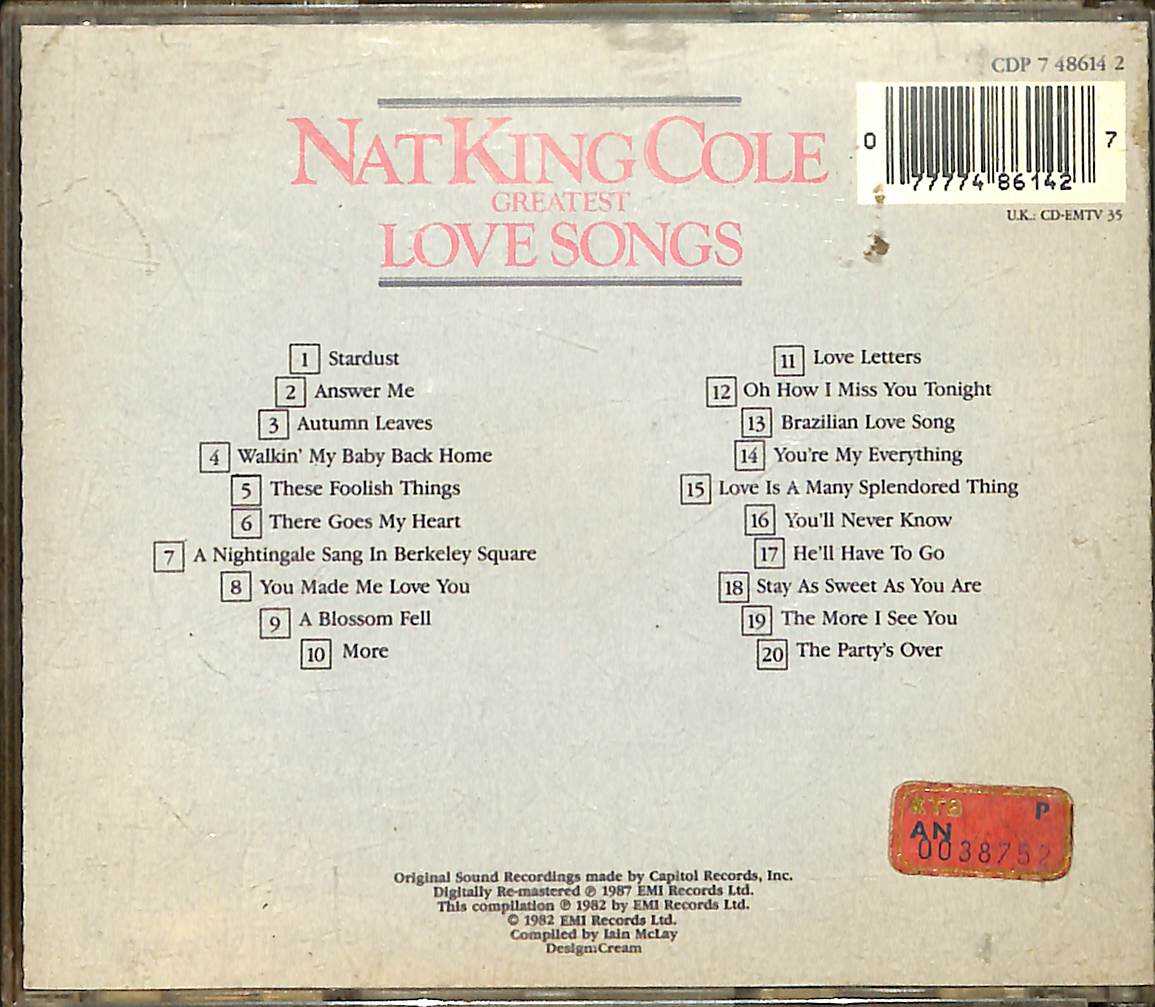 CDP 7 48614 2
0 77774 86142 7
U.K.: CD-EMTV 35
NAT KING COLE
GREATEST
LOVE SONGS
1 Stardust
2 Answer Me
3 Autumn Leaves
4 Walkin' My Baby Back Home
5 These Foolish Things
6 There Goes My Heart
7 A Nightingale Sang In Berkeley Square
8 You Made Me Love You
9 A Blossom Fell
10 More
11 Love Letters
12 Oh How I Miss You Tonight
13 Brazilian Love Song
14 You're My Everything
15 Love Is A Many Splendored Thing
16 You'll Never Know
17 He'll Have To Go
18 Stay As Sweet As You Are
19 The More I See You
20 The Party's Over
P
AN
0038752
Original Sound Recordings made by Capitol Records, Inc.
Digitally Re-mastered ℗ 1987 EMI Records Ltd.
This compilation ℗ 1982 by EMI Records Ltd.
© 1982 EMI Records Ltd.
Compiled by Iain McLay
Design:Cream